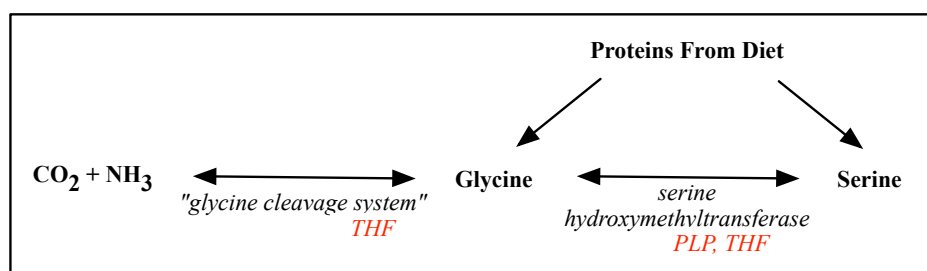 Proteins From Diet
CO2 + NH3
Glycine
Serine
"glycine cleavage system"
THF
serine
hydroxymethyltransferase
PLP, THF